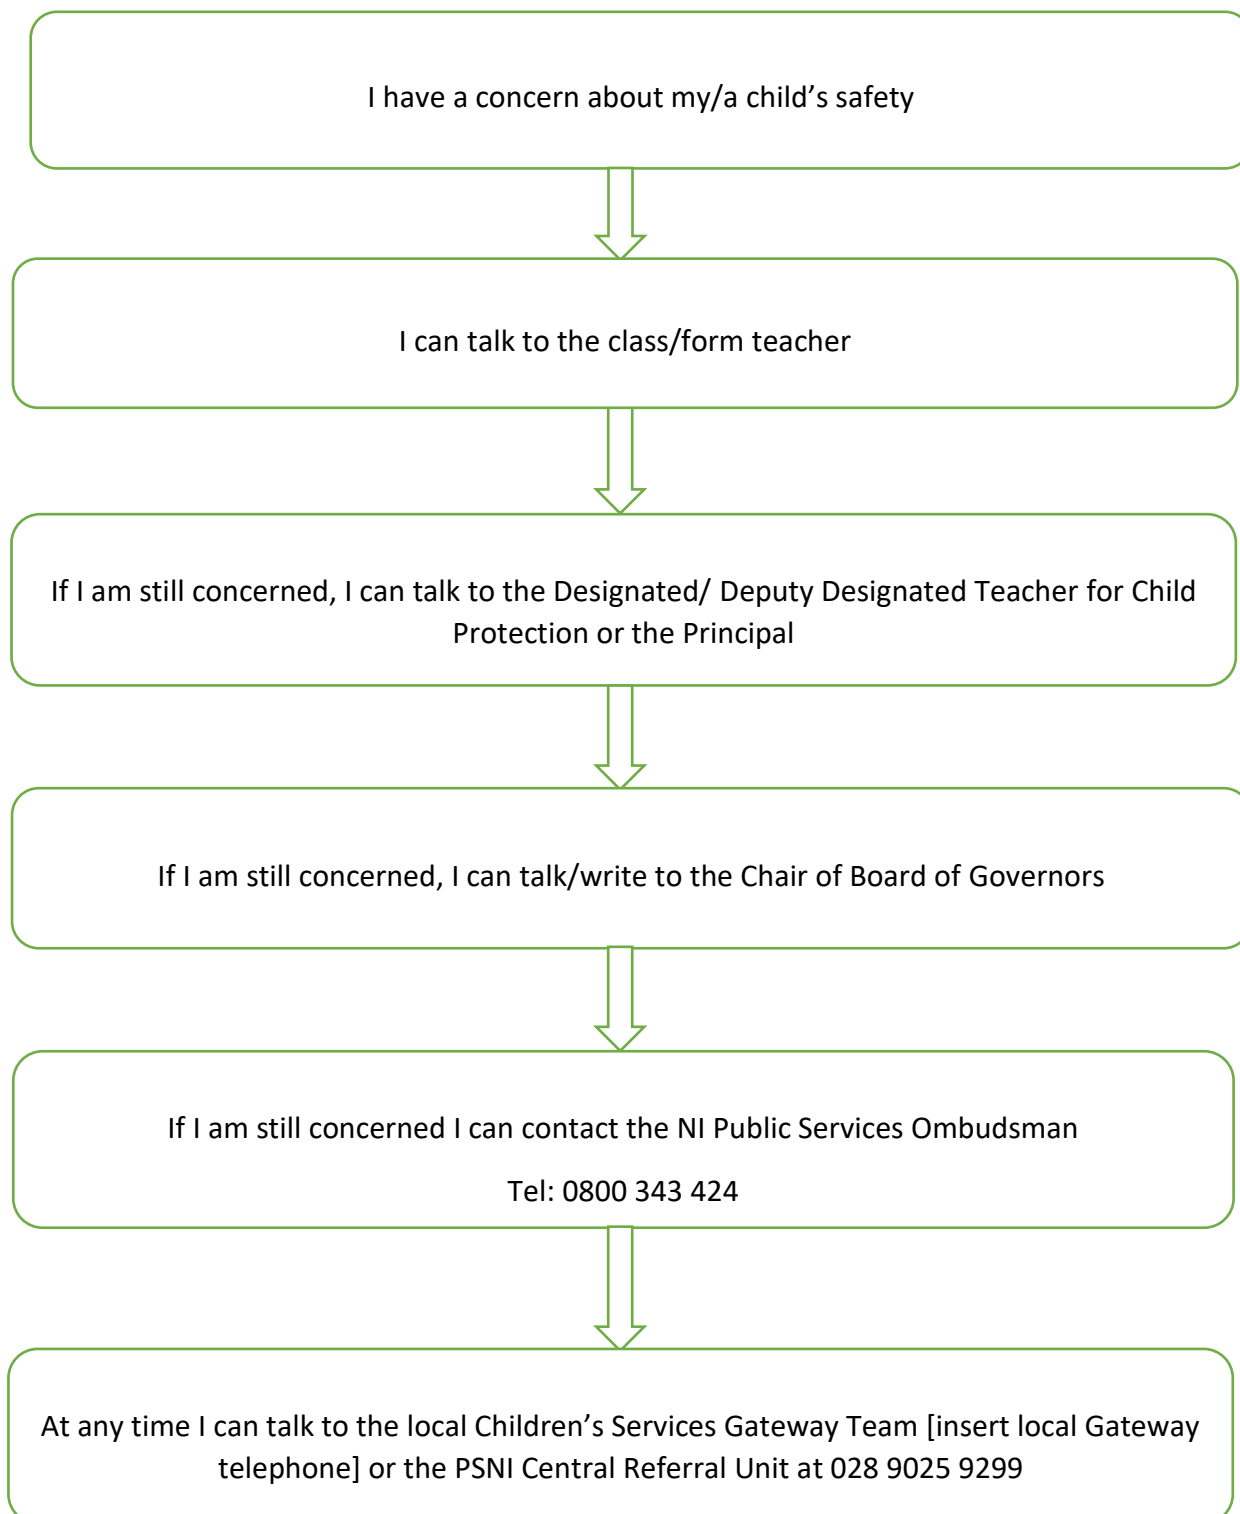 I have a concern about my/a child’s safety
I can talk to the class/form teacher
If I am still concerned, I can talk to the Designated/ Deputy Designated Teacher for Child
Protection or the Principal
If I am still concerned, I can talk/write to the Chair of Board of Governors
If I am still concerned I can contact the NI Public Services Ombudsman
Tel: 0800 343 424
At any time I can talk to the local Children’s Services Gateway Team [insert local Gateway
telephone] or the PSNI Central Referral Unit at 028 9025 9299